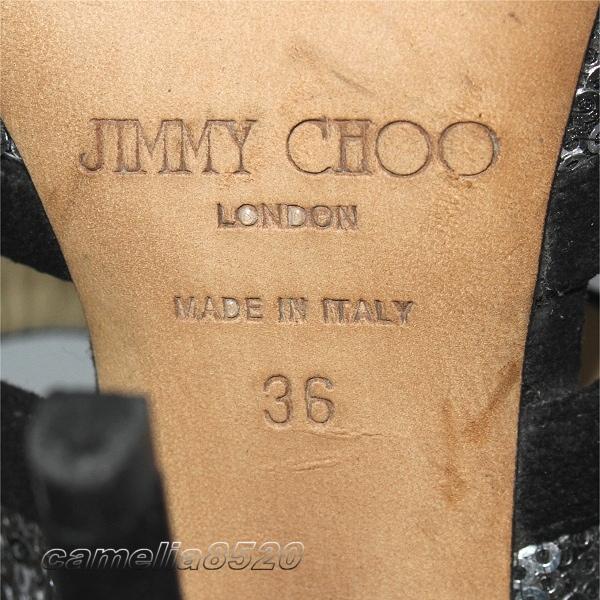 JIMMY CHOO
LONDON
MADE IN ITALY
36
camelia8520